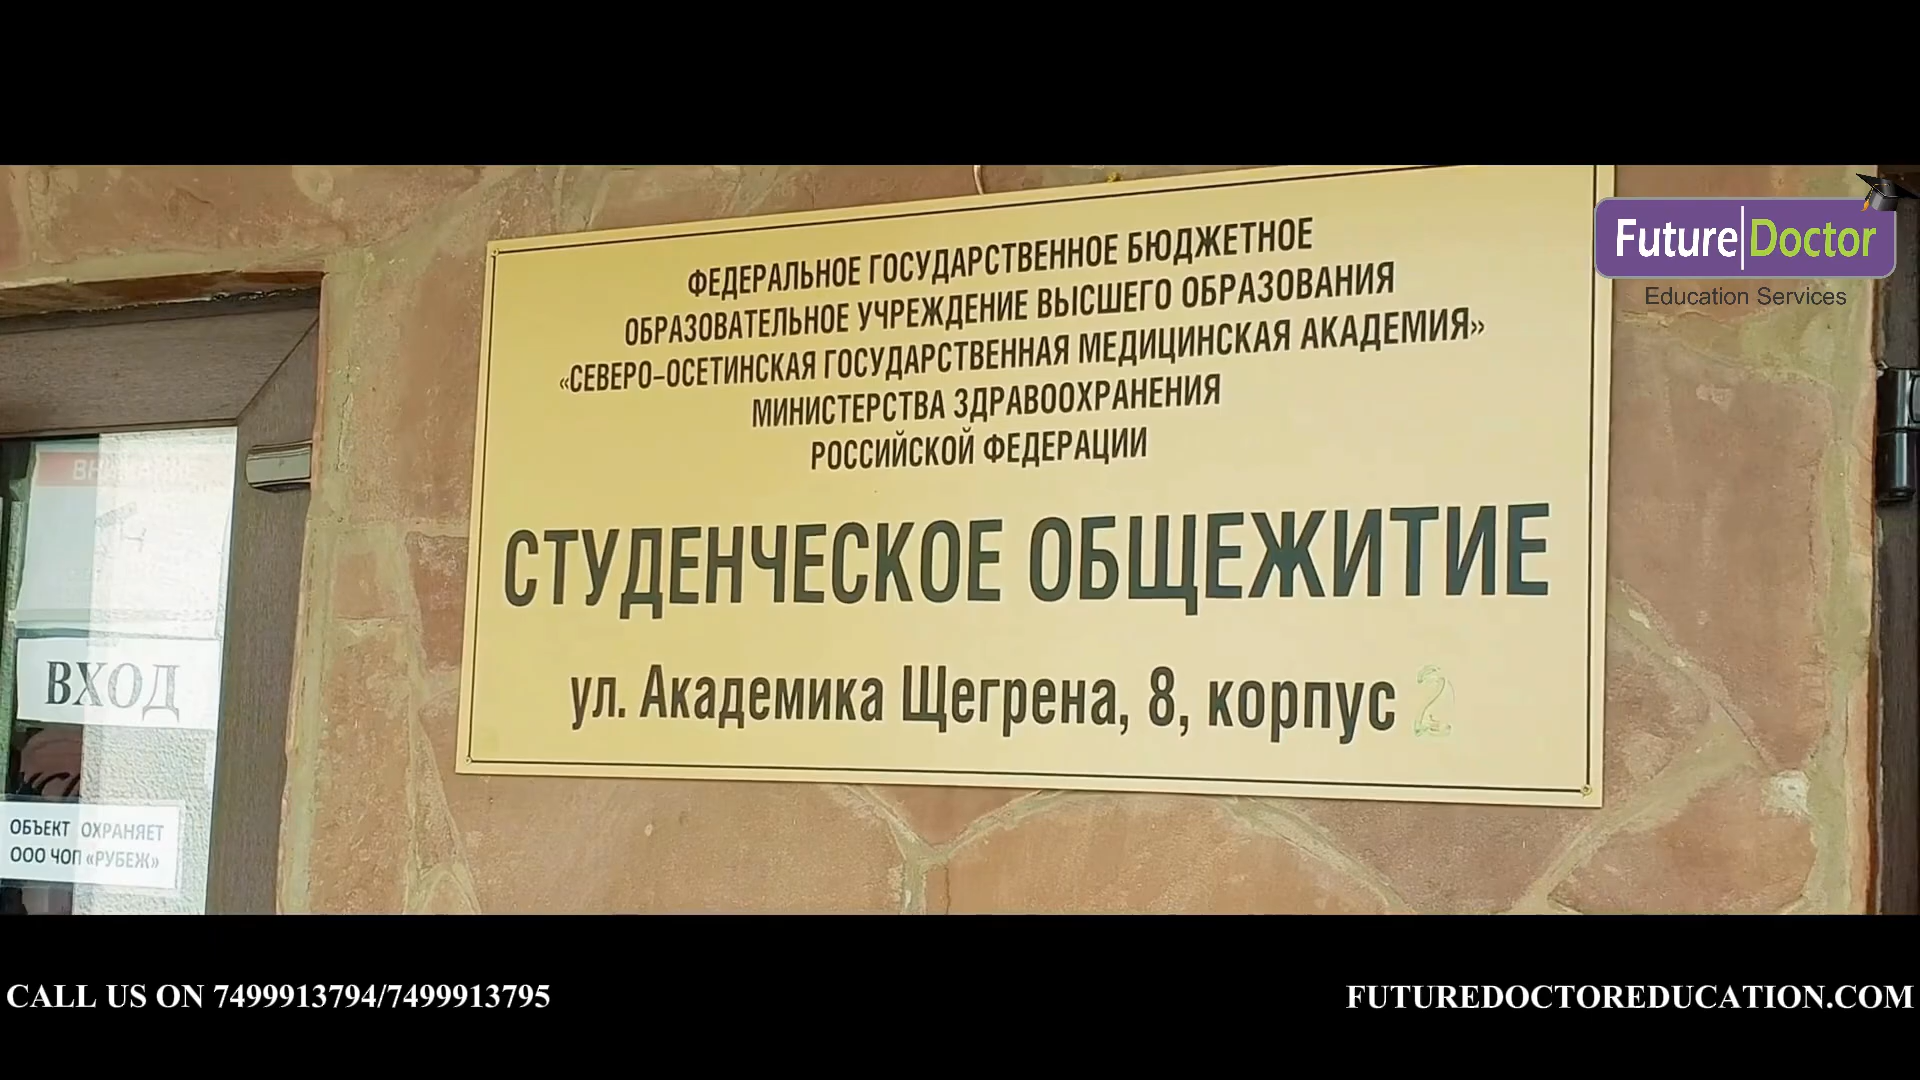 ФЕДЕРАЛЬНОЕ ГОСУДАРСТВЕННОЕ БЮДЖЕТНОЕ
ОБРАЗОВАТЕЛЬНОЕ УЧРЕЖДЕНИЕ ВЫСШЕГО ОБРАЗОВАНИЯ
«СЕВЕРО-ОСЕТИНСКАЯ ГОСУДАРСТВЕННАЯ МЕДИЦИНСКАЯ АКАДЕМИЯ»
МИНИСТЕРСТВА ЗДРАВООХРАНЕНИЯ
РОССИЙСКОЙ ФЕДЕРАЦИИ
СТУДЕНЧЕСКОЕ ОБЩЕЖИТИЕ
ул. Академика Щегрена, 8, корпус 2
Future Doctor
Education Services
ВНИМАНИЕ
ВХОД
ОБЪЕКТ ОХРАНЯЕТ
ООО ЧОП «РУБЕЖ»
CALL US ON 7499913794/7499913795
FUTUREDOCTOREDUCATION.COM